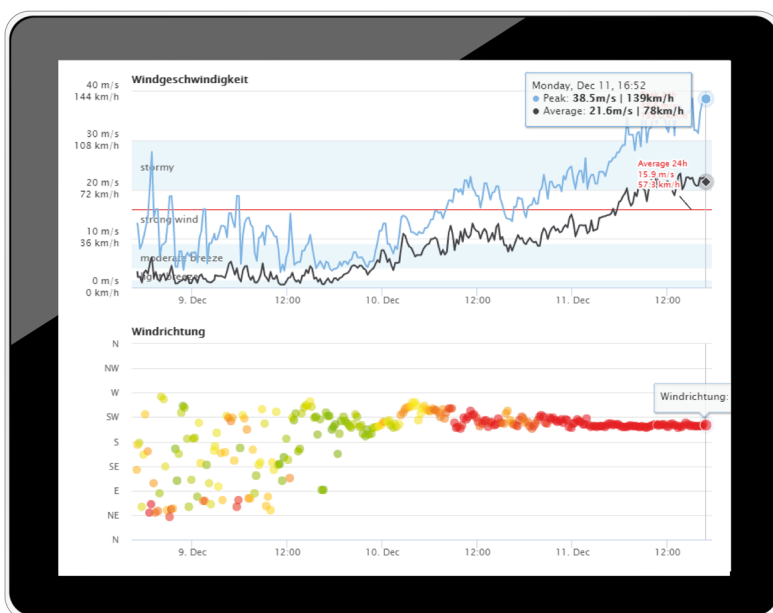 Windgeschwindigkeit
40 m/s
144 km/h
30 m/s
108 km/h
20 m/s
72 km/h
10 m/s
36 km/h
0 m/s
0 km/h
stormy
strong wind
moderate breeze
light breeze
Monday, Dec 11, 16:52
Peak: 38.5m/s | 139km/h
Average: 21.6m/s | 78km/h
Average 24h
15.9 m/s
57.3 km/h
9. Dec 12:00 10. Dec 12:00 11. Dec 12:00
Windrichtung
N
NW
W
SW
S
SE
E
NE
N
Windrichtung:
9. Dec 12:00 10. Dec 12:00 11. Dec 12:00